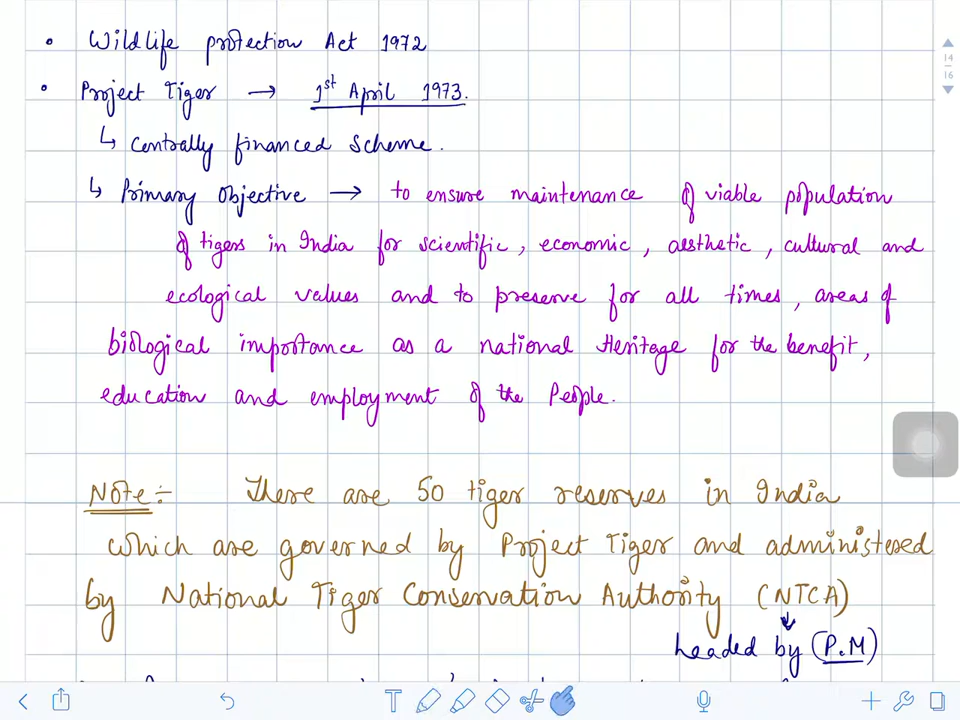 • Wildlife protection Act 1972
• Project Tiger → 1st April 1973.
↳ Centrally financed Scheme.
↳ Primary Objective → to ensure maintenance of viable population
of tigers in India for scientific, economic, aesthetic, cultural and
ecological values and to preserve for all times, areas of
biological importance as a national Heritage for the benefit,
education and employment of the People.
14
16
Note:- There are 50 tiger reserves in India
which are governed by Project Tiger and administered
by National Tiger Conservation Authority (NTCA)
headed by (P.M)
T